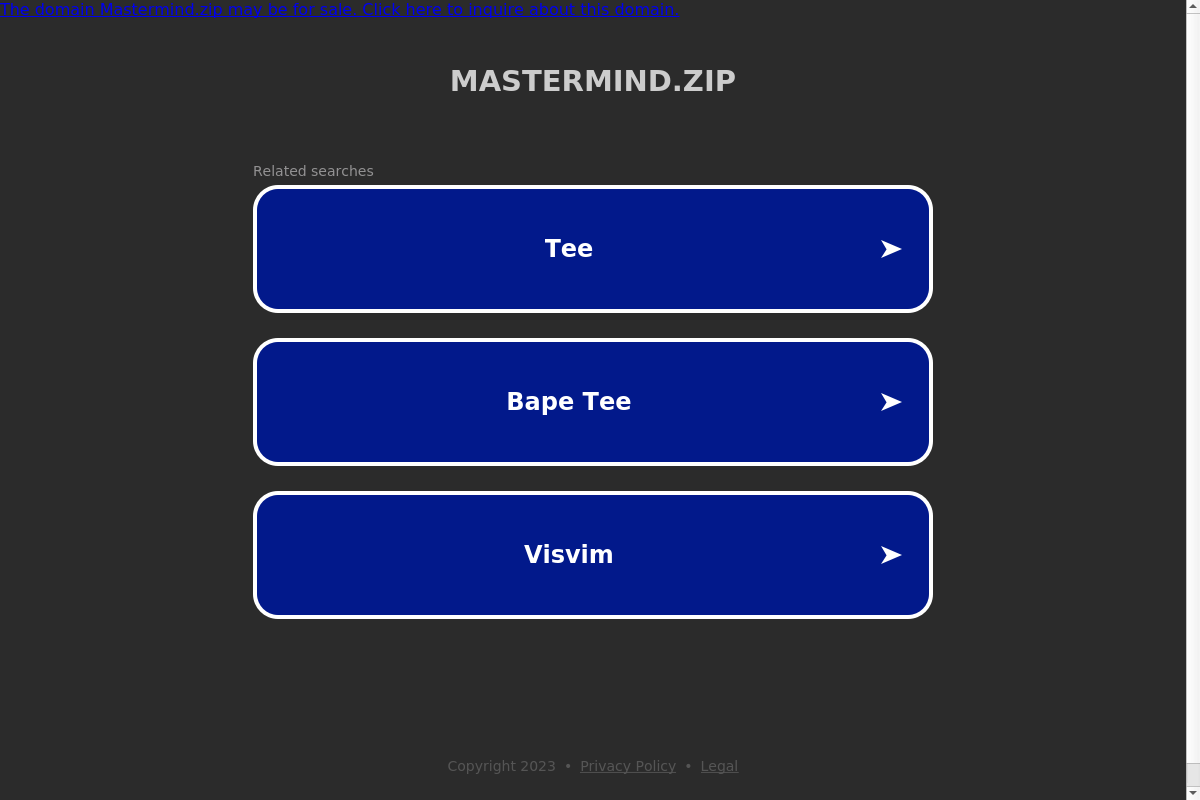 The domain Mastermind.zip may be for sale. Click here to inquire about this domain.
MASTERMIND.ZIP
Related searches
Tee
Bape Tee
Visvim
Copyright 2023 • Privacy Policy • Legal